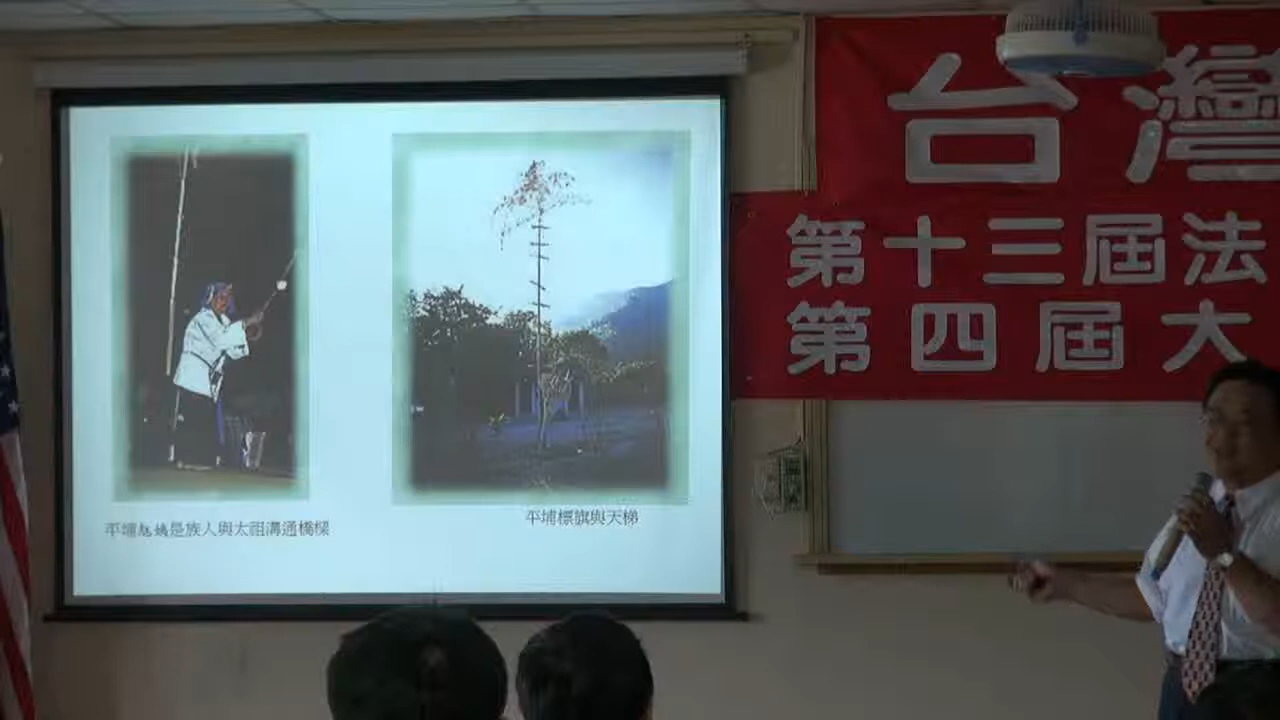 台灣
第十三屆法
第四屆大
平埔尪姨是族人與太祖溝通橋樑
平埔標旗與天梯